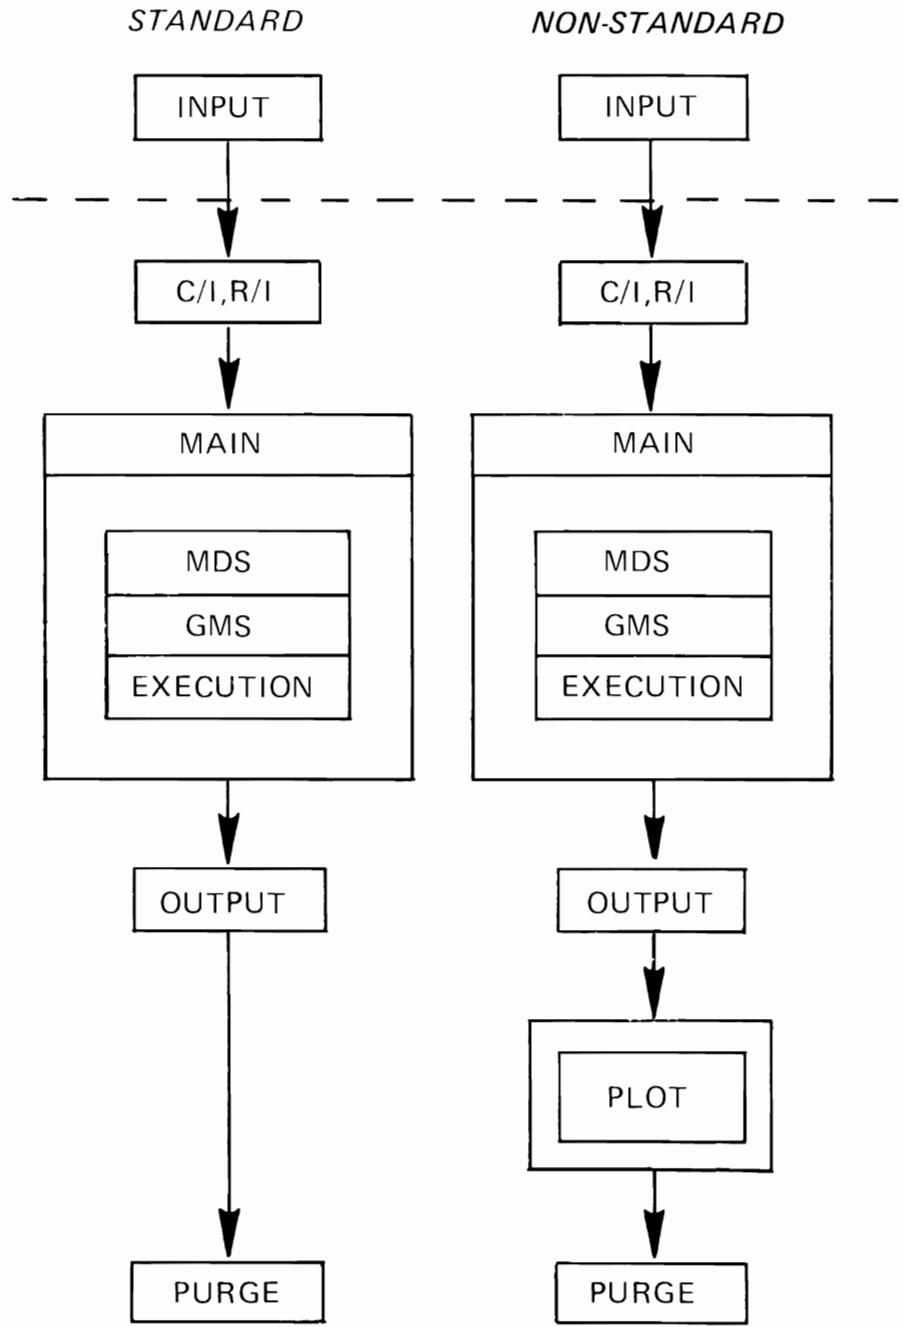 STANDARD
INPUT
C/I,R/I
MAIN
MDS
GMS
EXECUTION
OUTPUT
PURGE
NON-STANDARD
INPUT
C/I,R/I
MAIN
MDS
GMS
EXECUTION
OUTPUT
PLOT
PURGE